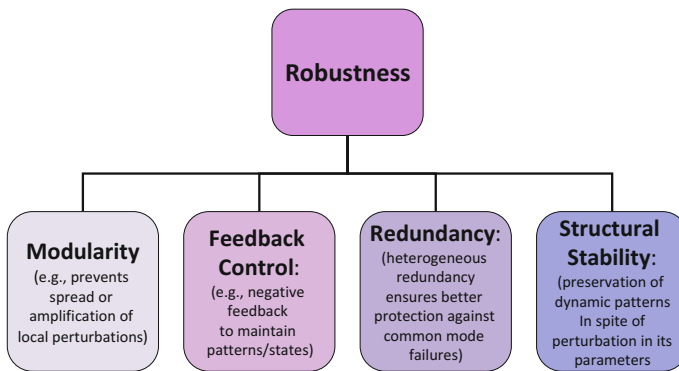 Robustness
Modularity
(e.g., prevents
spread or
amplification of
local perturbations)
Feedback
Control:
(e.g., negative
feedback
to maintain
patterns/states)
Redundancy:
(heterogeneous
redundancy
ensures better
protection against
common mode
failures)
Structural
Stability:
(preservation of
dynamic patterns
In spite of
perturbation in its
parameters